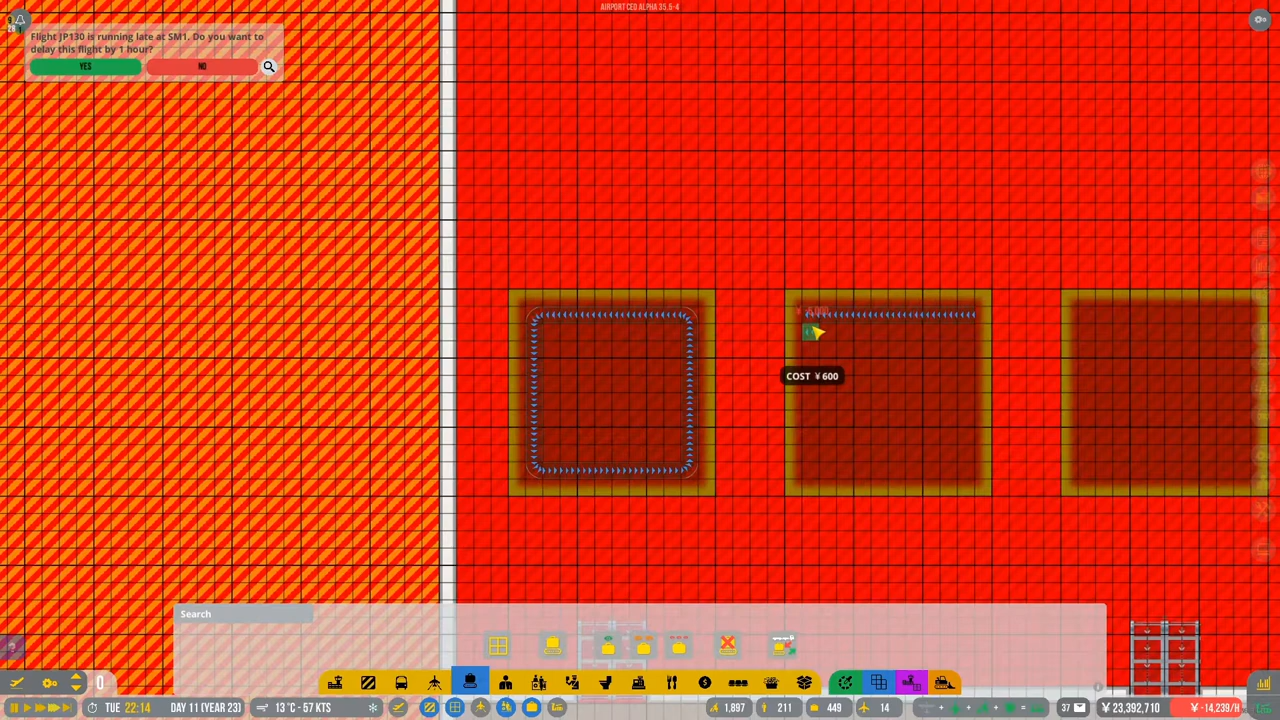 AIRPORT CEO ALPHA 35.5-4
Flight JP130 is running late at SM1. Do you want to
delay this flight by 1 hour?
YES
NO
COST ¥ 600
Search
0
TUE 22:14
DAY 11 (YEAR 23)
13°C - 57 KTS
1,897
211
449
14
37
¥ 23,392,710
¥ -14,239/H